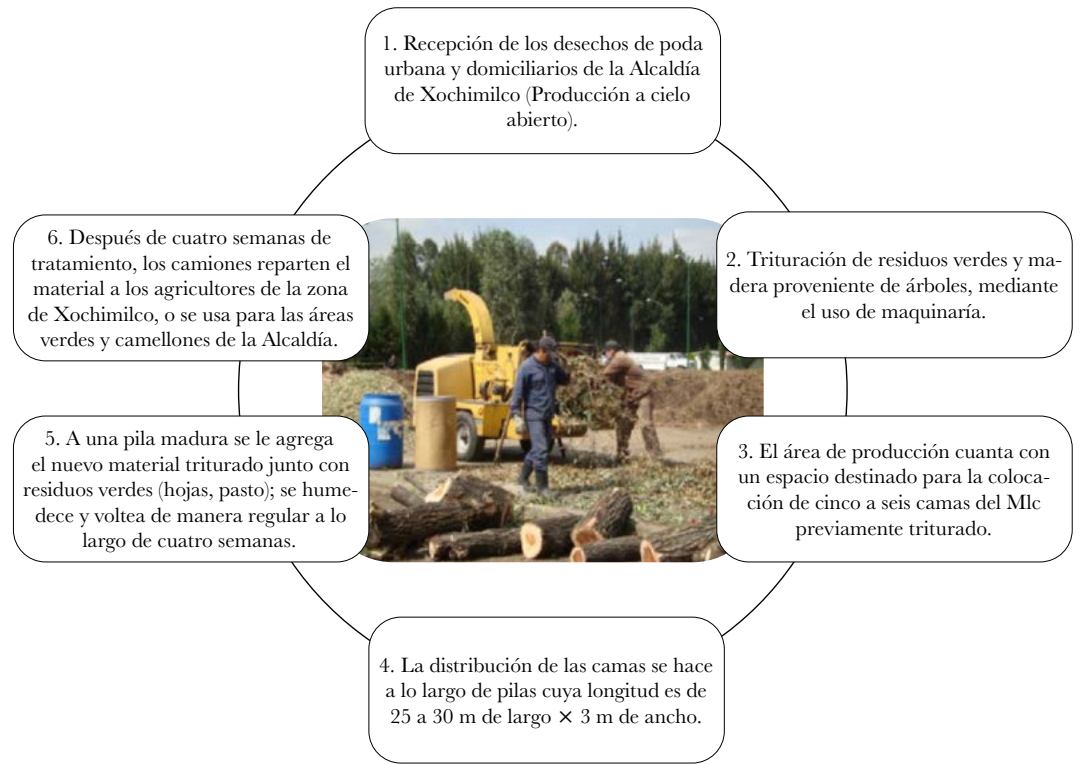 1. Recepción de los desechos de poda
urbana y domiciliarios de la Alcaldía
de Xochimilco (Producción a cielo
abierto).
2. Trituración de residuos verdes y ma-
dera proveniente de árboles, mediante
el uso de maquinaría.
3. El área de producción cuanta con
un espacio destinado para la coloca-
ción de cinco a seis camas del Mlc
previamente triturado.
4. La distribución de las camas se hace
a lo largo de pilas cuya longitud es de
25 a 30 m de largo × 3 m de ancho.
5. A una pila madura se le agrega
el nuevo material triturado junto con
residuos verdes (hojas, pasto); se hume-
dece y voltea de manera regular a lo
largo de cuatro semanas.
6. Después de cuatro semanas de
tratamiento, los camiones reparten el
material a los agricultores de la zona
de Xochimilco, o se usa para las áreas
verdes y camellones de la Alcaldía.